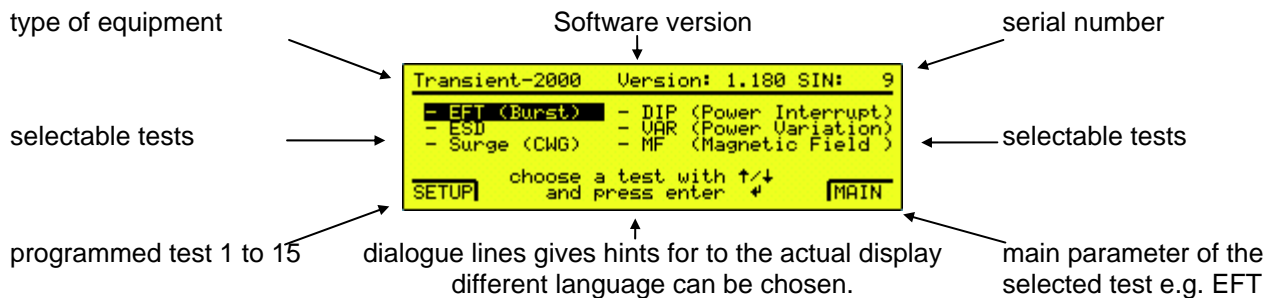 type of equipment Software version serial number
Transient-2000 Version: 1.180 SIN: 9
- EFT (Burst) - DIP (Power Interrupt)
- ESD - VAR (Power Variation)
- Surge (CWG) - MF (Magnetic Field )
selectable tests selectable tests
choose a test with ↑/↓
SETUP and press enter ↵ MAIN
programmed test 1 to 15 dialogue lines gives hints for to the actual display main parameter of the
different language can be chosen. selected test e.g. EFT